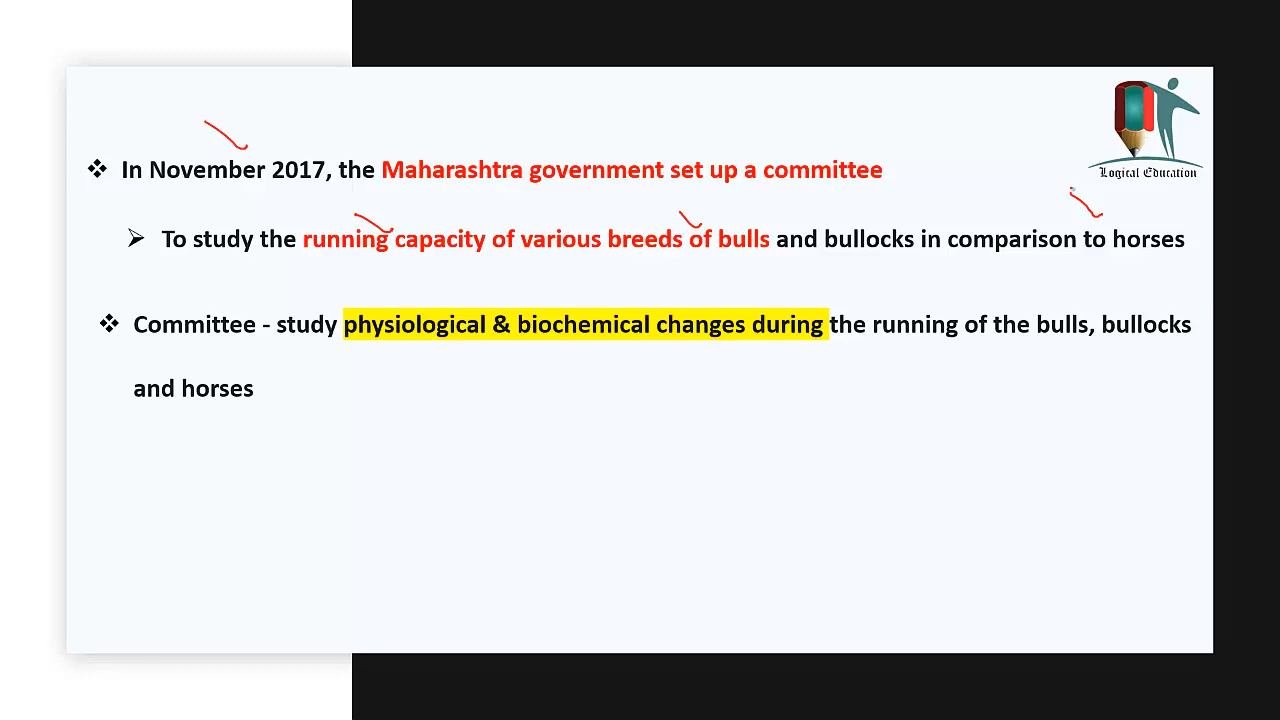 Logical Education
❖ In November 2017, the Maharashtra government set up a committee
➢ To study the running capacity of various breeds of bulls and bullocks in comparison to horses
❖ Committee - study physiological & biochemical changes during the running of the bulls, bullocks
and horses